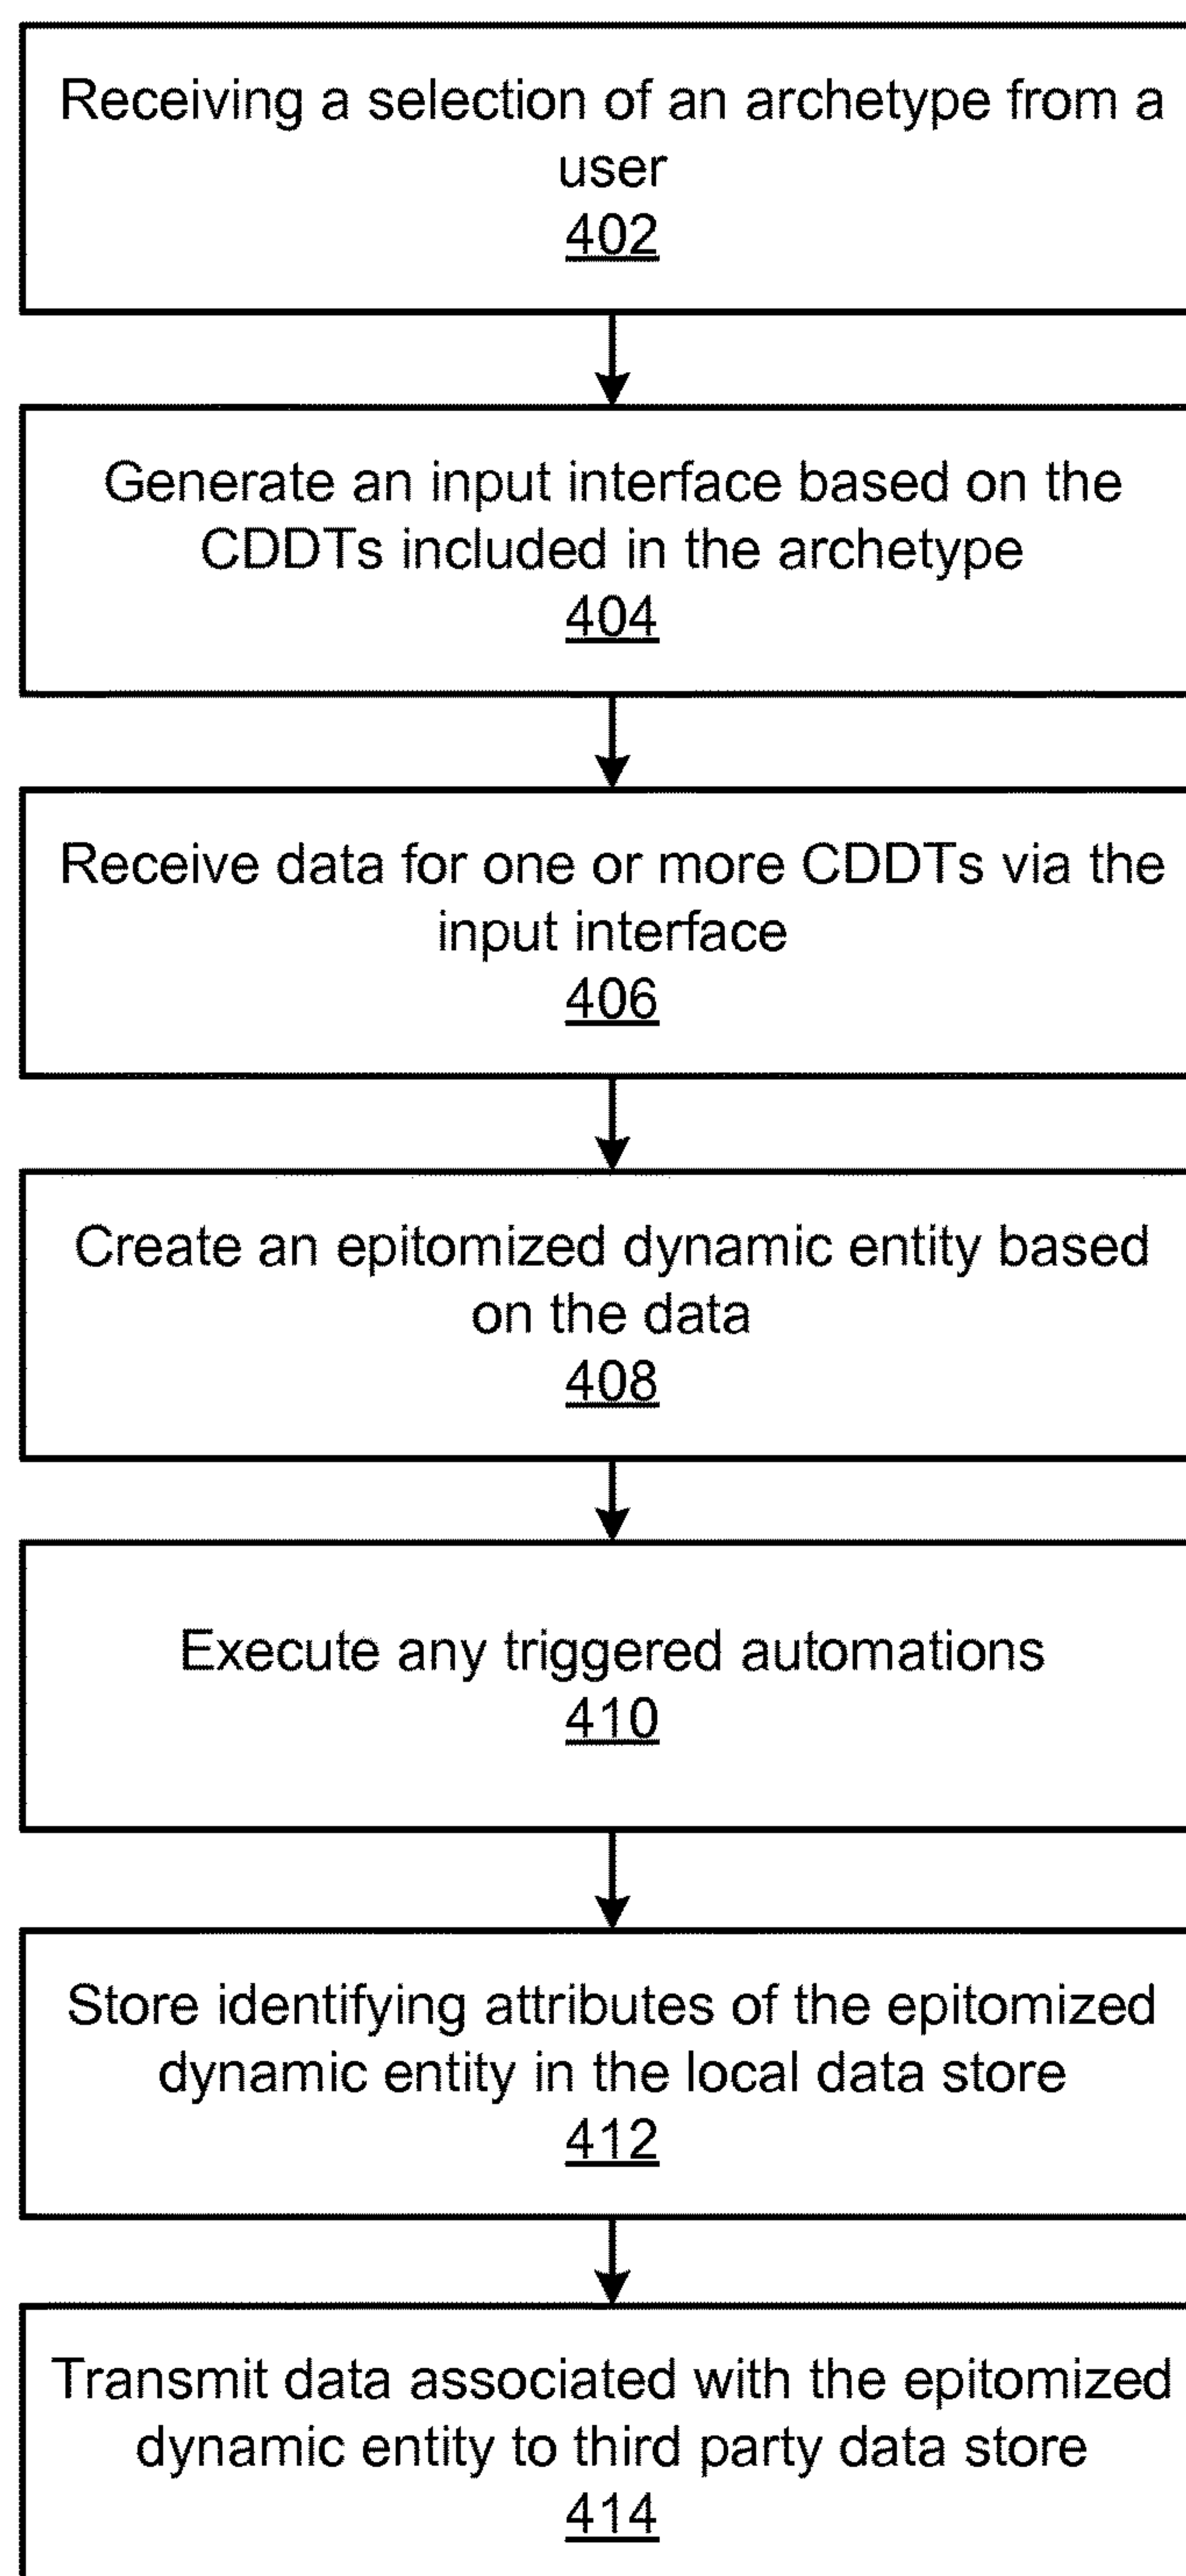 Receiving a selection of an archetype from a
user
402
Generate an input interface based on the
CDDTs included in the archetype
404
Receive data for one or more CDDTs via the
input interface
406
Create an epitomized dynamic entity based
on the data
408
Execute any triggered automations
410
Store identifying attributes of the epitomized
dynamic entity in the local data store
412
Transmit data associated with the epitomized
dynamic entity to third party data store
414